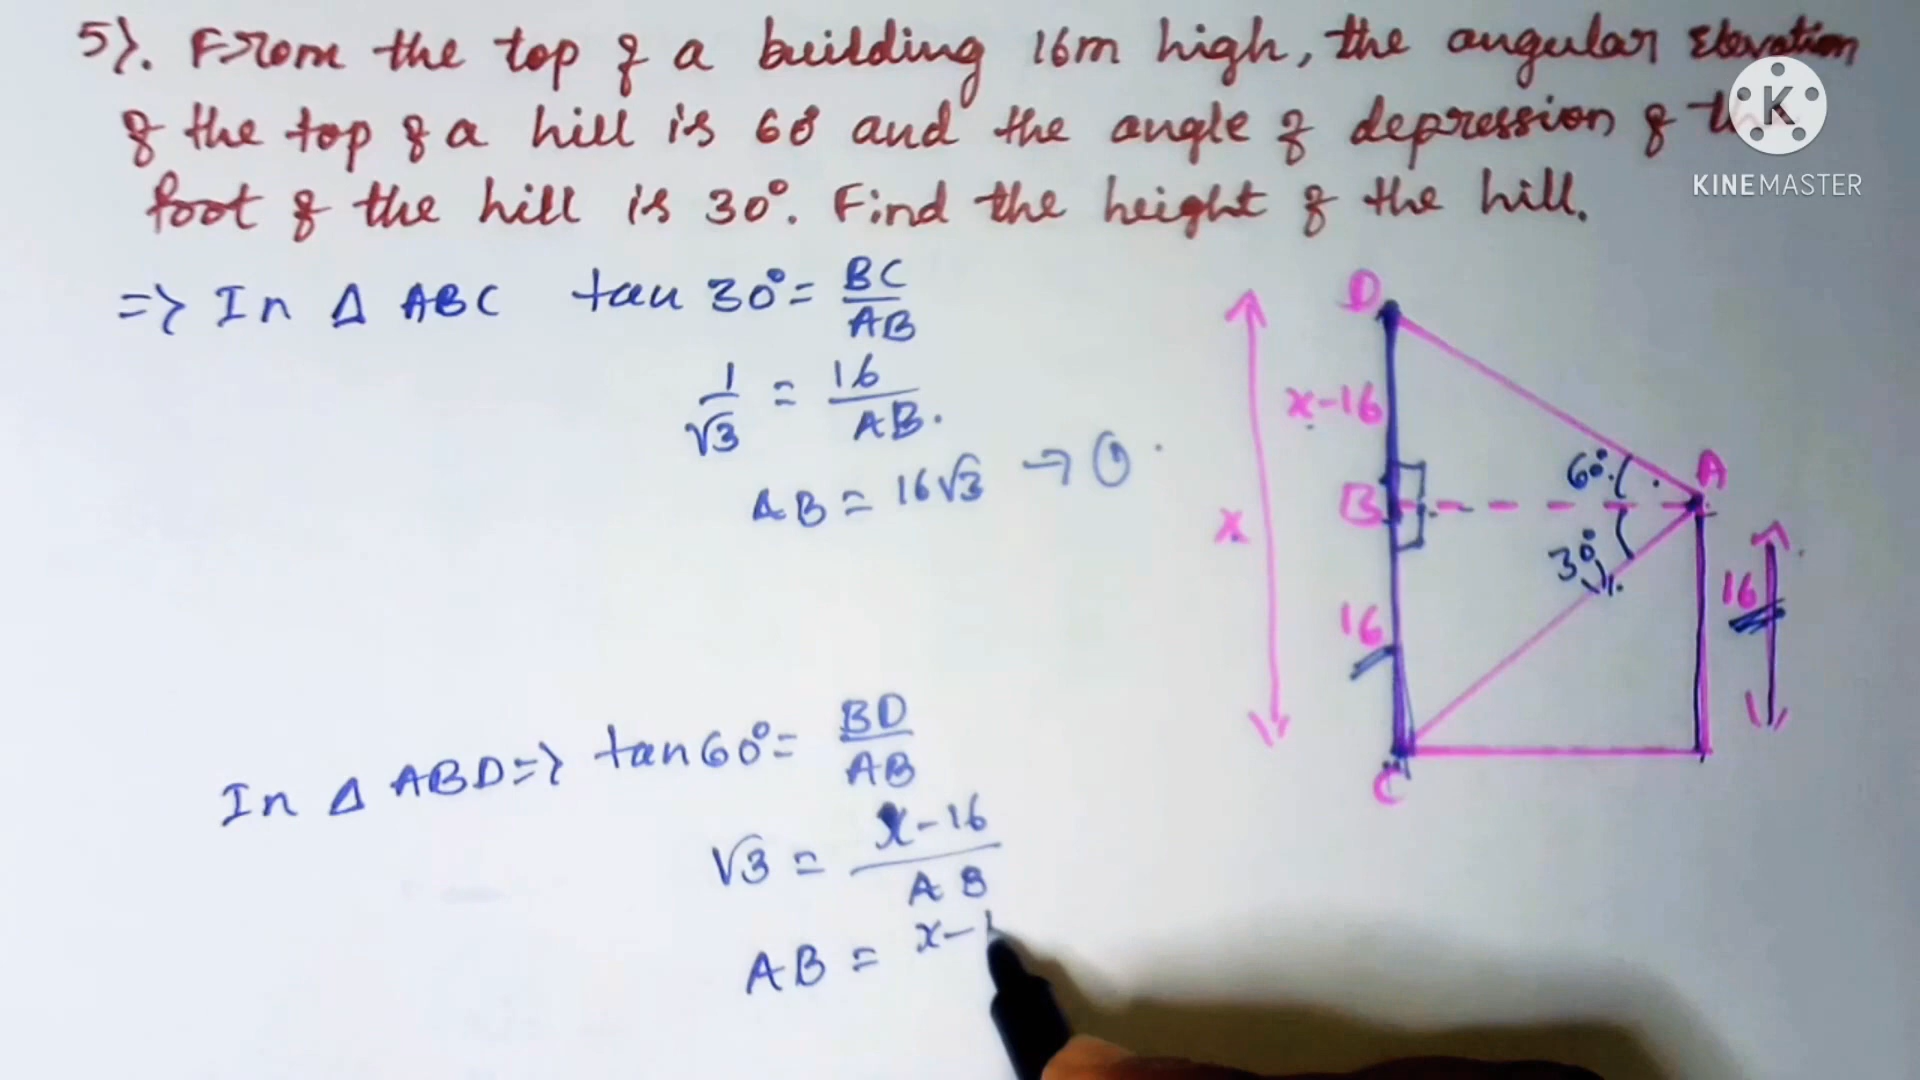 5). From the top of a building 16m high, the angular Elevation
of the top of a hill is 60° and the angle of depression of the
foot of the hill is 30°. Find the height of the hill.
K
KINEMASTER
=> In Δ ABC tan 30° = BC/AB
1/√3 = 16/AB.
AB = 16√3 → ①
In Δ ABD => tan60° = BD/AB
√3 = x-16/AB
AB = x-1
D
x-16
60°
A
B
x
30°
16
16
C